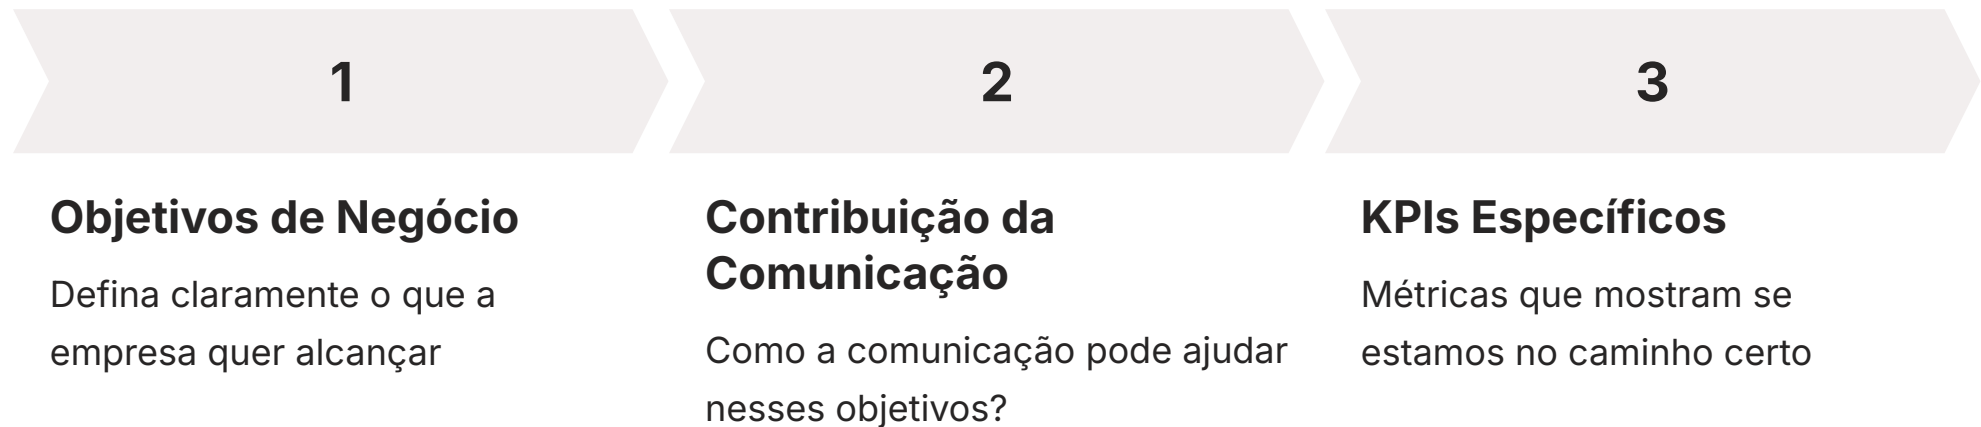 1
Objetivos de Negócio
Defina claramente o que a
empresa quer alcançar
2
Contribuição da
Comunicação
Como a comunicação pode ajudar
nesses objetivos?
3
KPIs Específicos
Métricas que mostram se
estamos no caminho certo